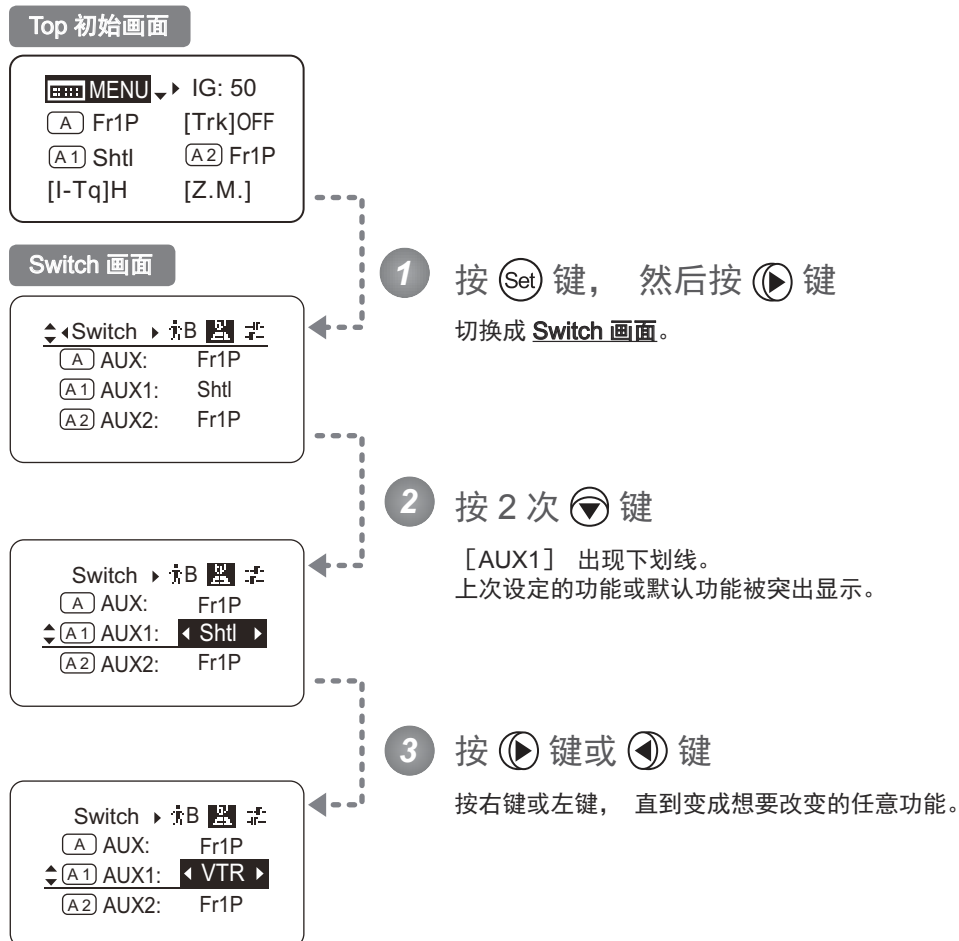 Top 初始画面
MENU IG: 50
A Fr1P [Trk]OFF
A1 Shtl A2 Fr1P
[I-Tq]H [Z.M.]
Switch 画面
Switch B
A AUX: Fr1P
A1 AUX1: Shtl
A2 AUX2: Fr1P
1 按 Set 键， 然后按 键
切换成 Switch 画面。
2 按 2 次 键
［AUX1］ 出现下划线。
上次设定的功能或默认功能被突出显示。
Switch B
A AUX: Fr1P
A1 AUX1: Shtl
A2 AUX2: Fr1P
3 按 键或 键
按右键或左键， 直到变成想要改变的任意功能。
Switch B
A AUX: Fr1P
A1 AUX1: VTR
A2 AUX2: Fr1P